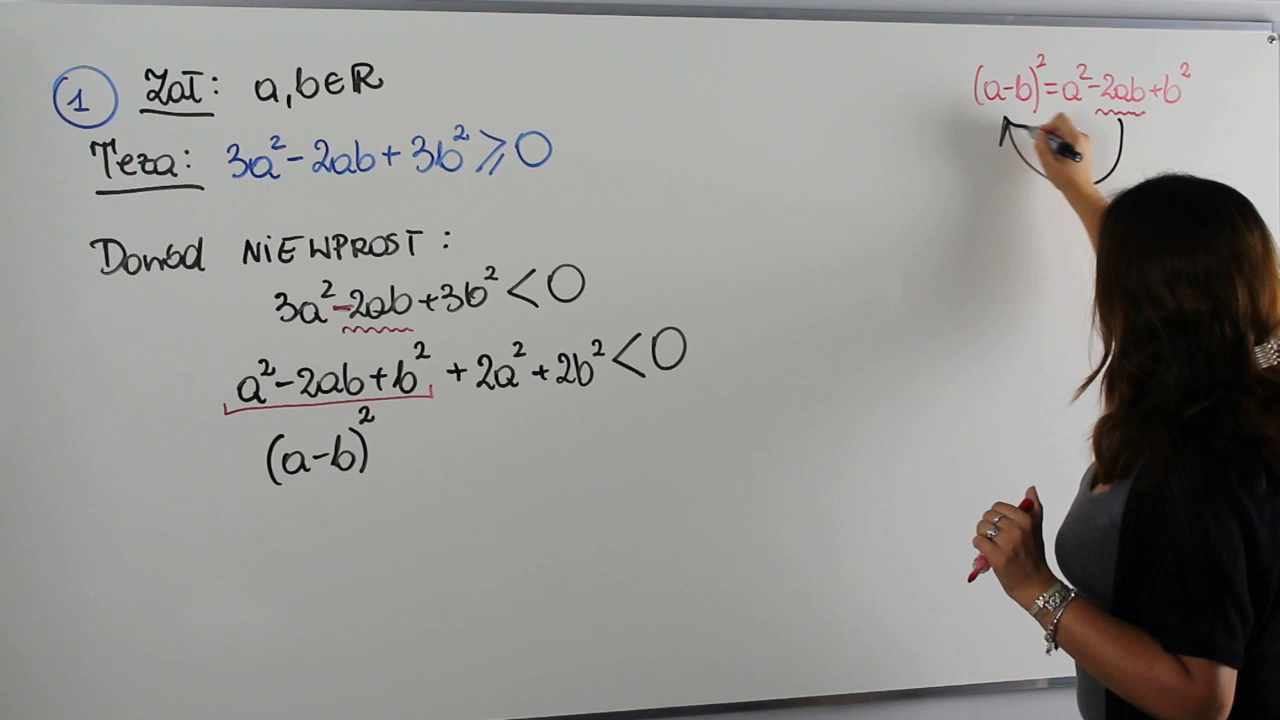 1 Zał: a,b∈R
Teza: 3a²-2ab+3b²⩾0
Dowód NiEWPROST:
3a²-2ab+3b²<0
a²-2ab+b²+2a²+2b²<0
(a-b)²
(a-b)²=a²-2ab+b²